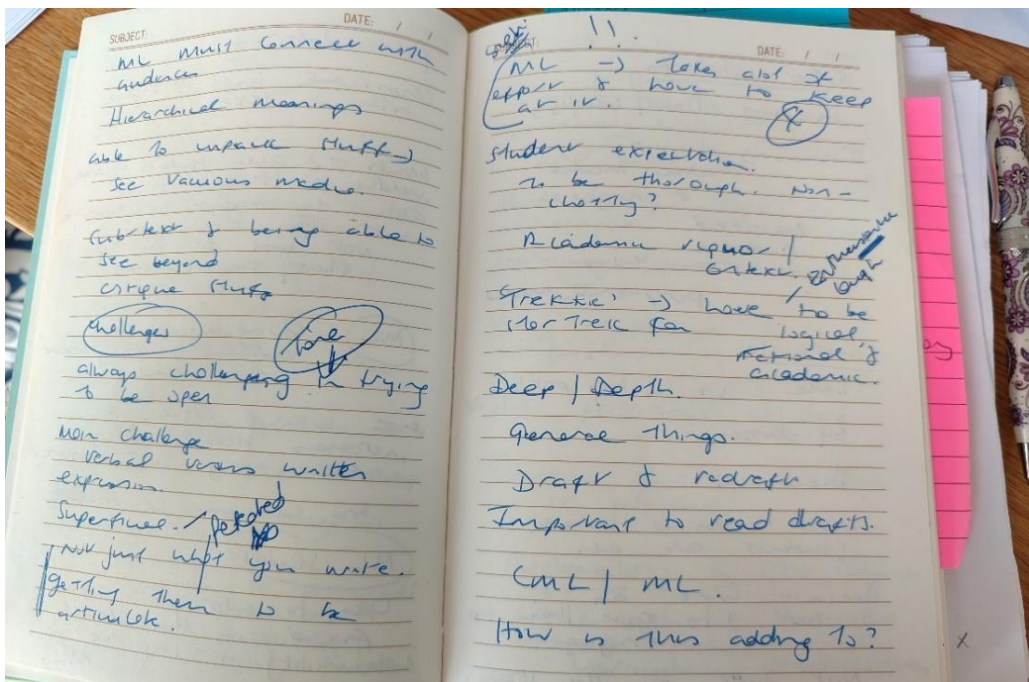 SUBJECT:
DATE: / /
ML must connect with
audiences
Hierarchical meanings
able to unpack stuff →
see various media.
Subtext & being able to
see beyond
critique stuff
Challenges
time
always challenging in trying
to be open
Main challenge
verbal versus written
expression.
Superficial.
Not just what you write.
getting them to be
articulate.
!!
DATE: / /
ML → Takes alot of
effort & have to keep
at it.
Student expectation
to be thorough. Non-
chatty?
Academic rigour /
context.
Trekkie' → have to be
Star Trek fan
logical,
rational &
academic.
Deep / Depth.
General Things.
Draft & redraft
Important to read drafts.
CML / ML.
How is this adding to?
x